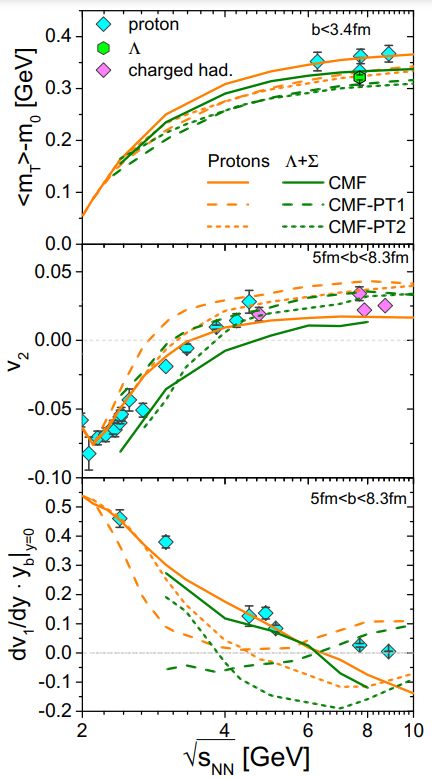 proton
Λ
charged had.
b<3.4fm
<m_T>-m_0 [GeV]
0.4
0.3
0.2
0.1
0.0
Protons Λ+Σ
CMF
CMF-PT1
CMF-PT2
5fm<b<8.3fm
v_2
0.05
0.00
-0.05
-0.10
5fm<b<8.3fm
dv_1/dy · y_b|_{y=0}
0.5
0.4
0.3
0.2
0.1
0.0
-0.1
-0.2
2 4 6 8 10
√s_NN [GeV]